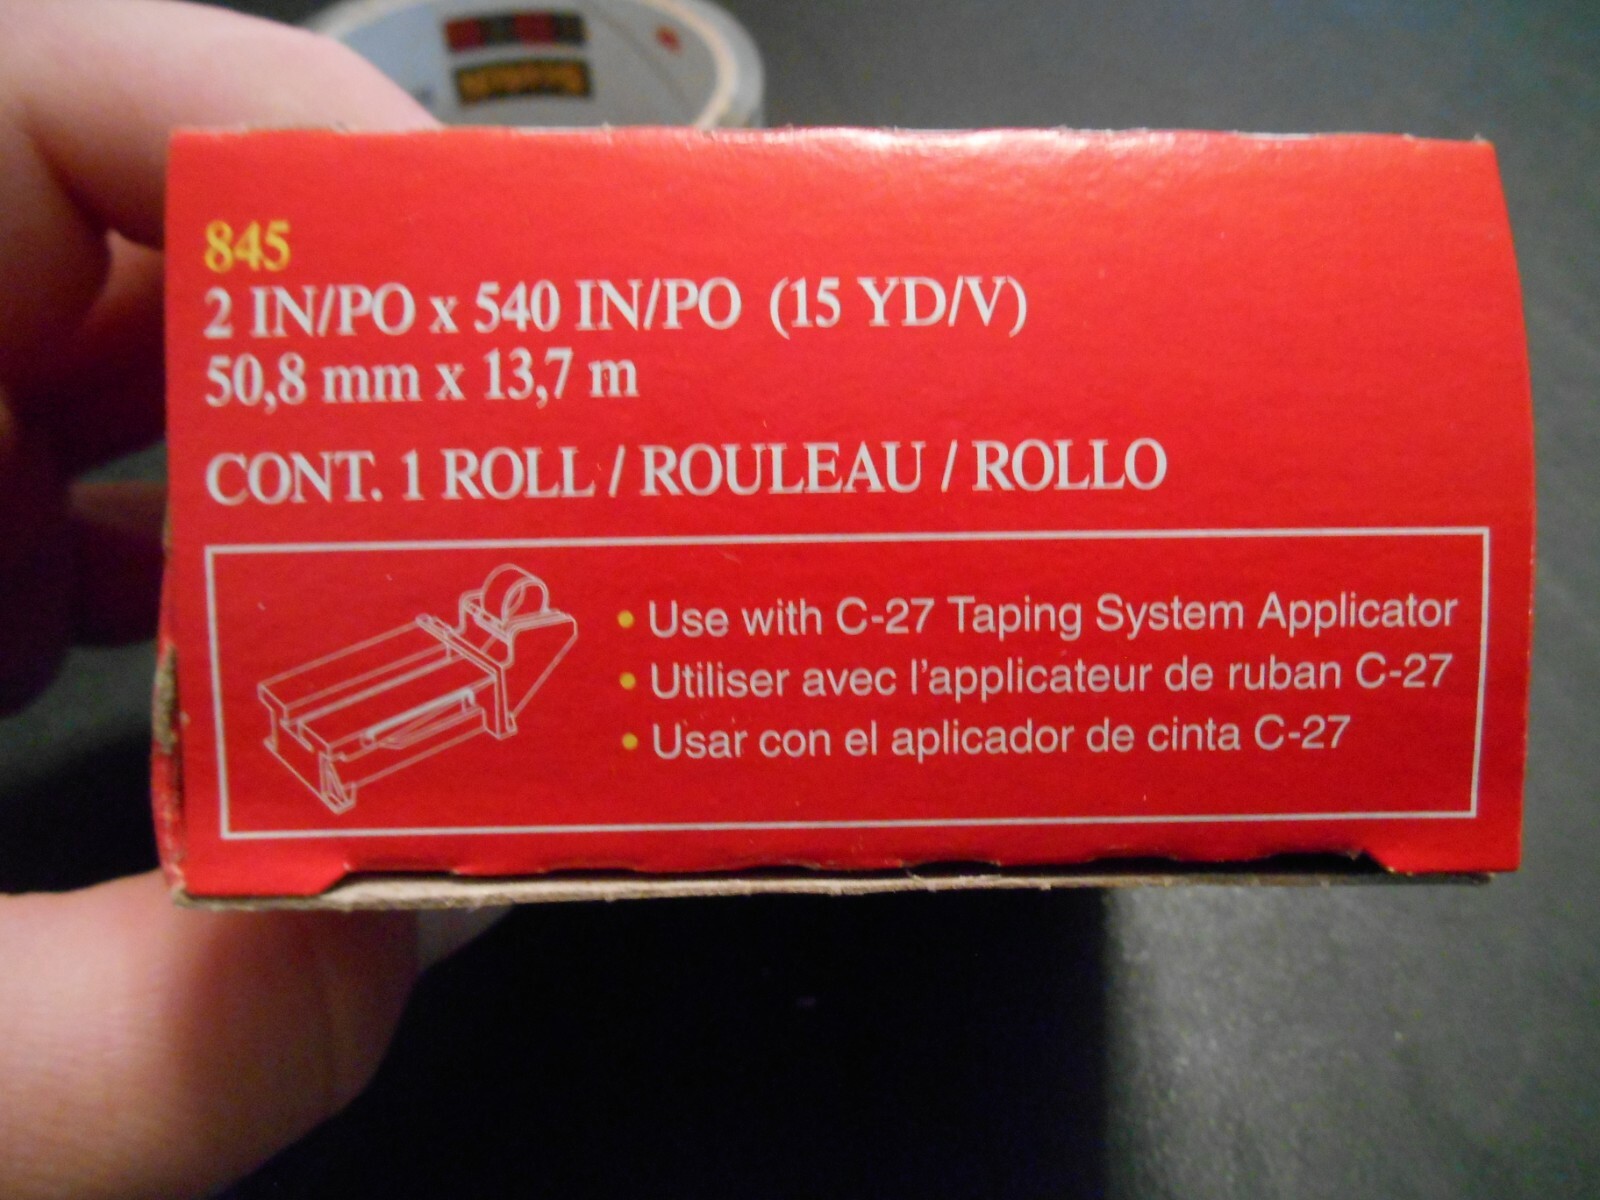 845
2 IN/PO x 540 IN/PO (15 YD/V)
50,8 mm x 13,7 m
CONT. 1 ROLL / ROULEAU / ROLLO
• Use with C-27 Taping System Applicator
• Utiliser avec l'applicateur de ruban C-27
• Usar con el aplicador de cinta C-27